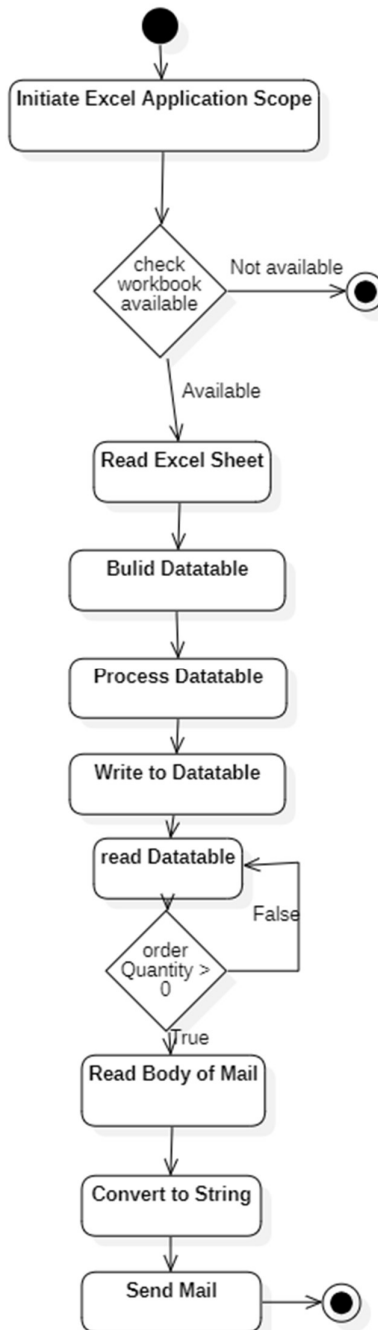 Initiate Excel Application Scope
check
workbook
available
Not available
Available
Read Excel Sheet
Bulid Datatable
Process Datatable
Write to Datatable
read Datatable
False
order
Quantity >
0
True
Read Body of Mail
Convert to String
Send Mail